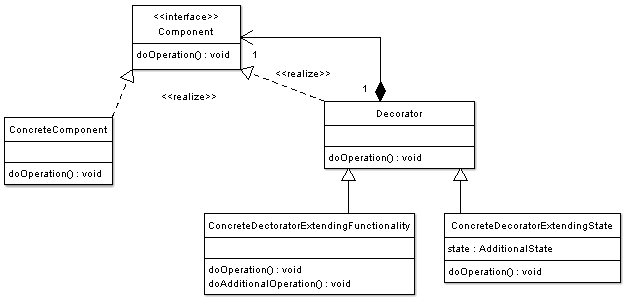 <<interface>>
Component
doOperation() : void
1
<<realize>>
<<realize>>
1
Decorator
doOperation() : void
ConcreteComponent
doOperation() : void
ConcreteDectoratorExtendingFunctionality
doOperation() : void
doAdditionalOperation() : void
ConcreteDecoratorExtendingState
state : AdditionalState
doOperation() : void